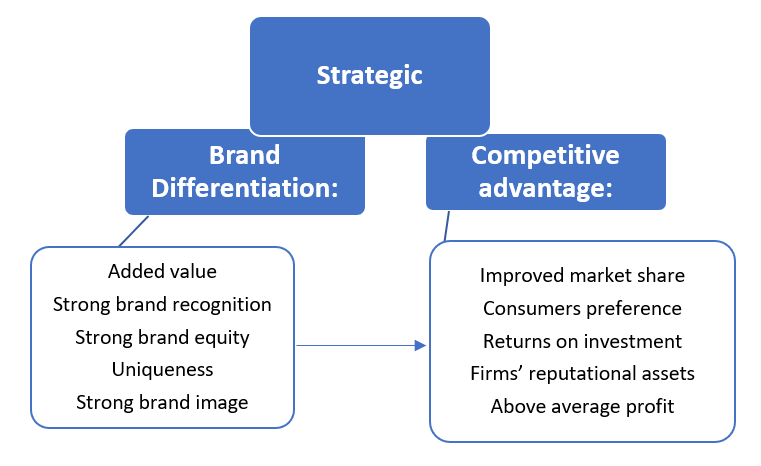 Strategic
Brand
Differentiation:
Competitive
advantage:
Added value
Strong brand recognition
Strong brand equity
Uniqueness
Strong brand image
Improved market share
Consumers preference
Returns on investment
Firms’ reputational assets
Above average profit